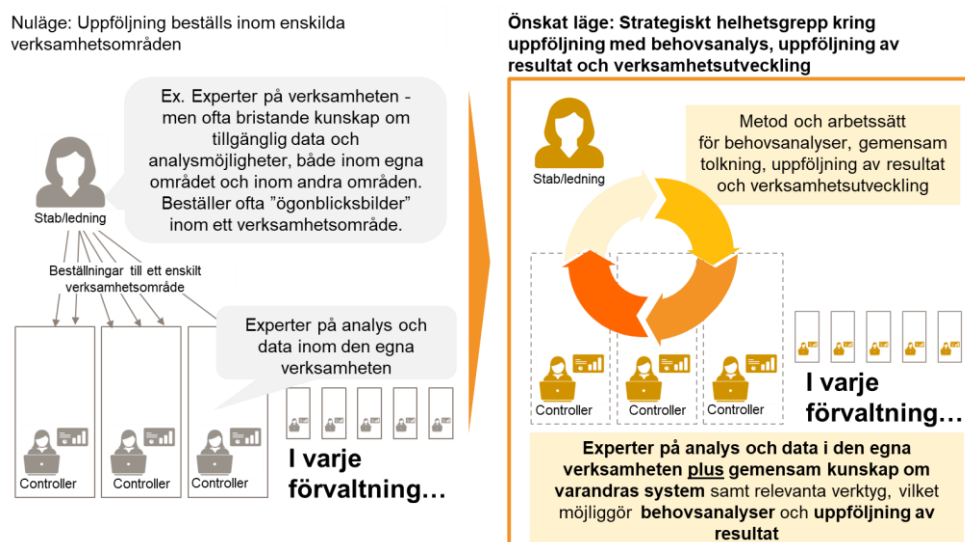 Nuläge: Uppföljning beställs inom enskilda
verksamhetsområden
Ex. Experter på verksamheten -
men ofta bristande kunskap om
tillgänglig data och
analysmöjligheter, både inom egna
området och inom andra områden.
Beställer ofta ”ögonblicksbilder”
inom ett verksamhetsområde.
Stab/ledning
Beställningar till ett enskilt
verksamhetsområde
Experter på analys och
data inom den egna
verksamheten
Controller
Controller
Controller
I varje
förvaltning…
Önskat läge: Strategiskt helhetsgrepp kring
uppföljning med behovsanalys, uppföljning av
resultat och verksamhetsutveckling
Stab/ledning
Metod och arbetssätt
för behovsanalyser, gemensam
tolkning, uppföljning av resultat
och verksamhetsutveckling
Controller
Controller
Controller
I varje
förvaltning…
Experter på analys och data i den egna
verksamheten plus gemensam kunskap om
varandras system samt relevanta verktyg, vilket
möjliggör behovsanalyser och uppföljning av
resultat